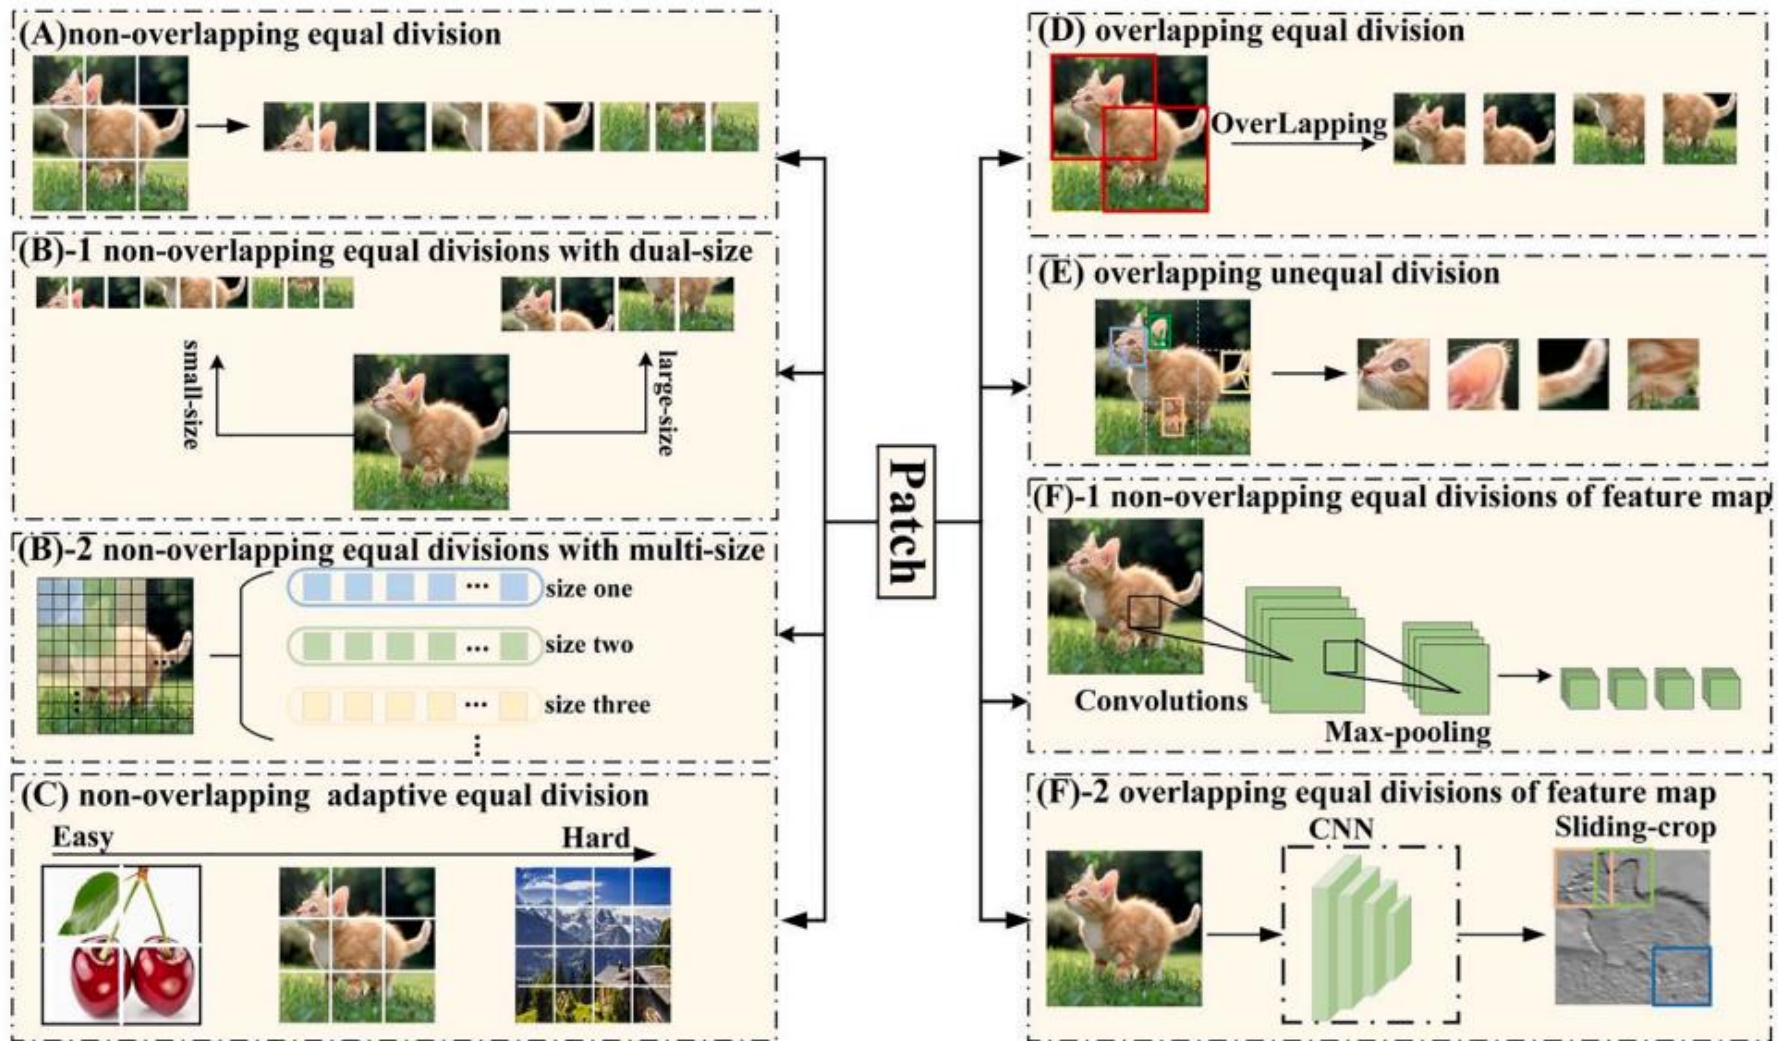 (A)non-overlapping equal division
(B)-1 non-overlapping equal divisions with dual-size
small-size
large-size
(B)-2 non-overlapping equal divisions with multi-size
...
size one
...
size two
...
size three
(C) non-overlapping adaptive equal division
Easy
Hard
Patch
(D) overlapping equal division
OverLapping
(E) overlapping unequal division
(F)-1 non-overlapping equal divisions of feature map
Convolutions
Max-pooling
(F)-2 overlapping equal divisions of feature map
CNN
Sliding-crop